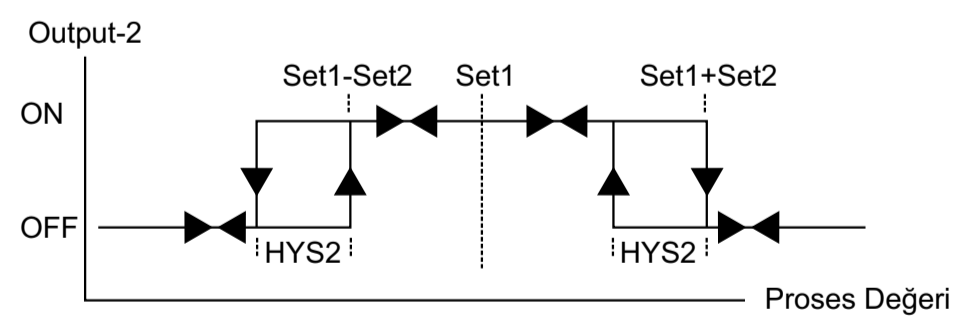 Output-2
Set1-Set2 Set1 Set1+Set2
ON
OFF
HYS2 HYS2
Proses Değeri